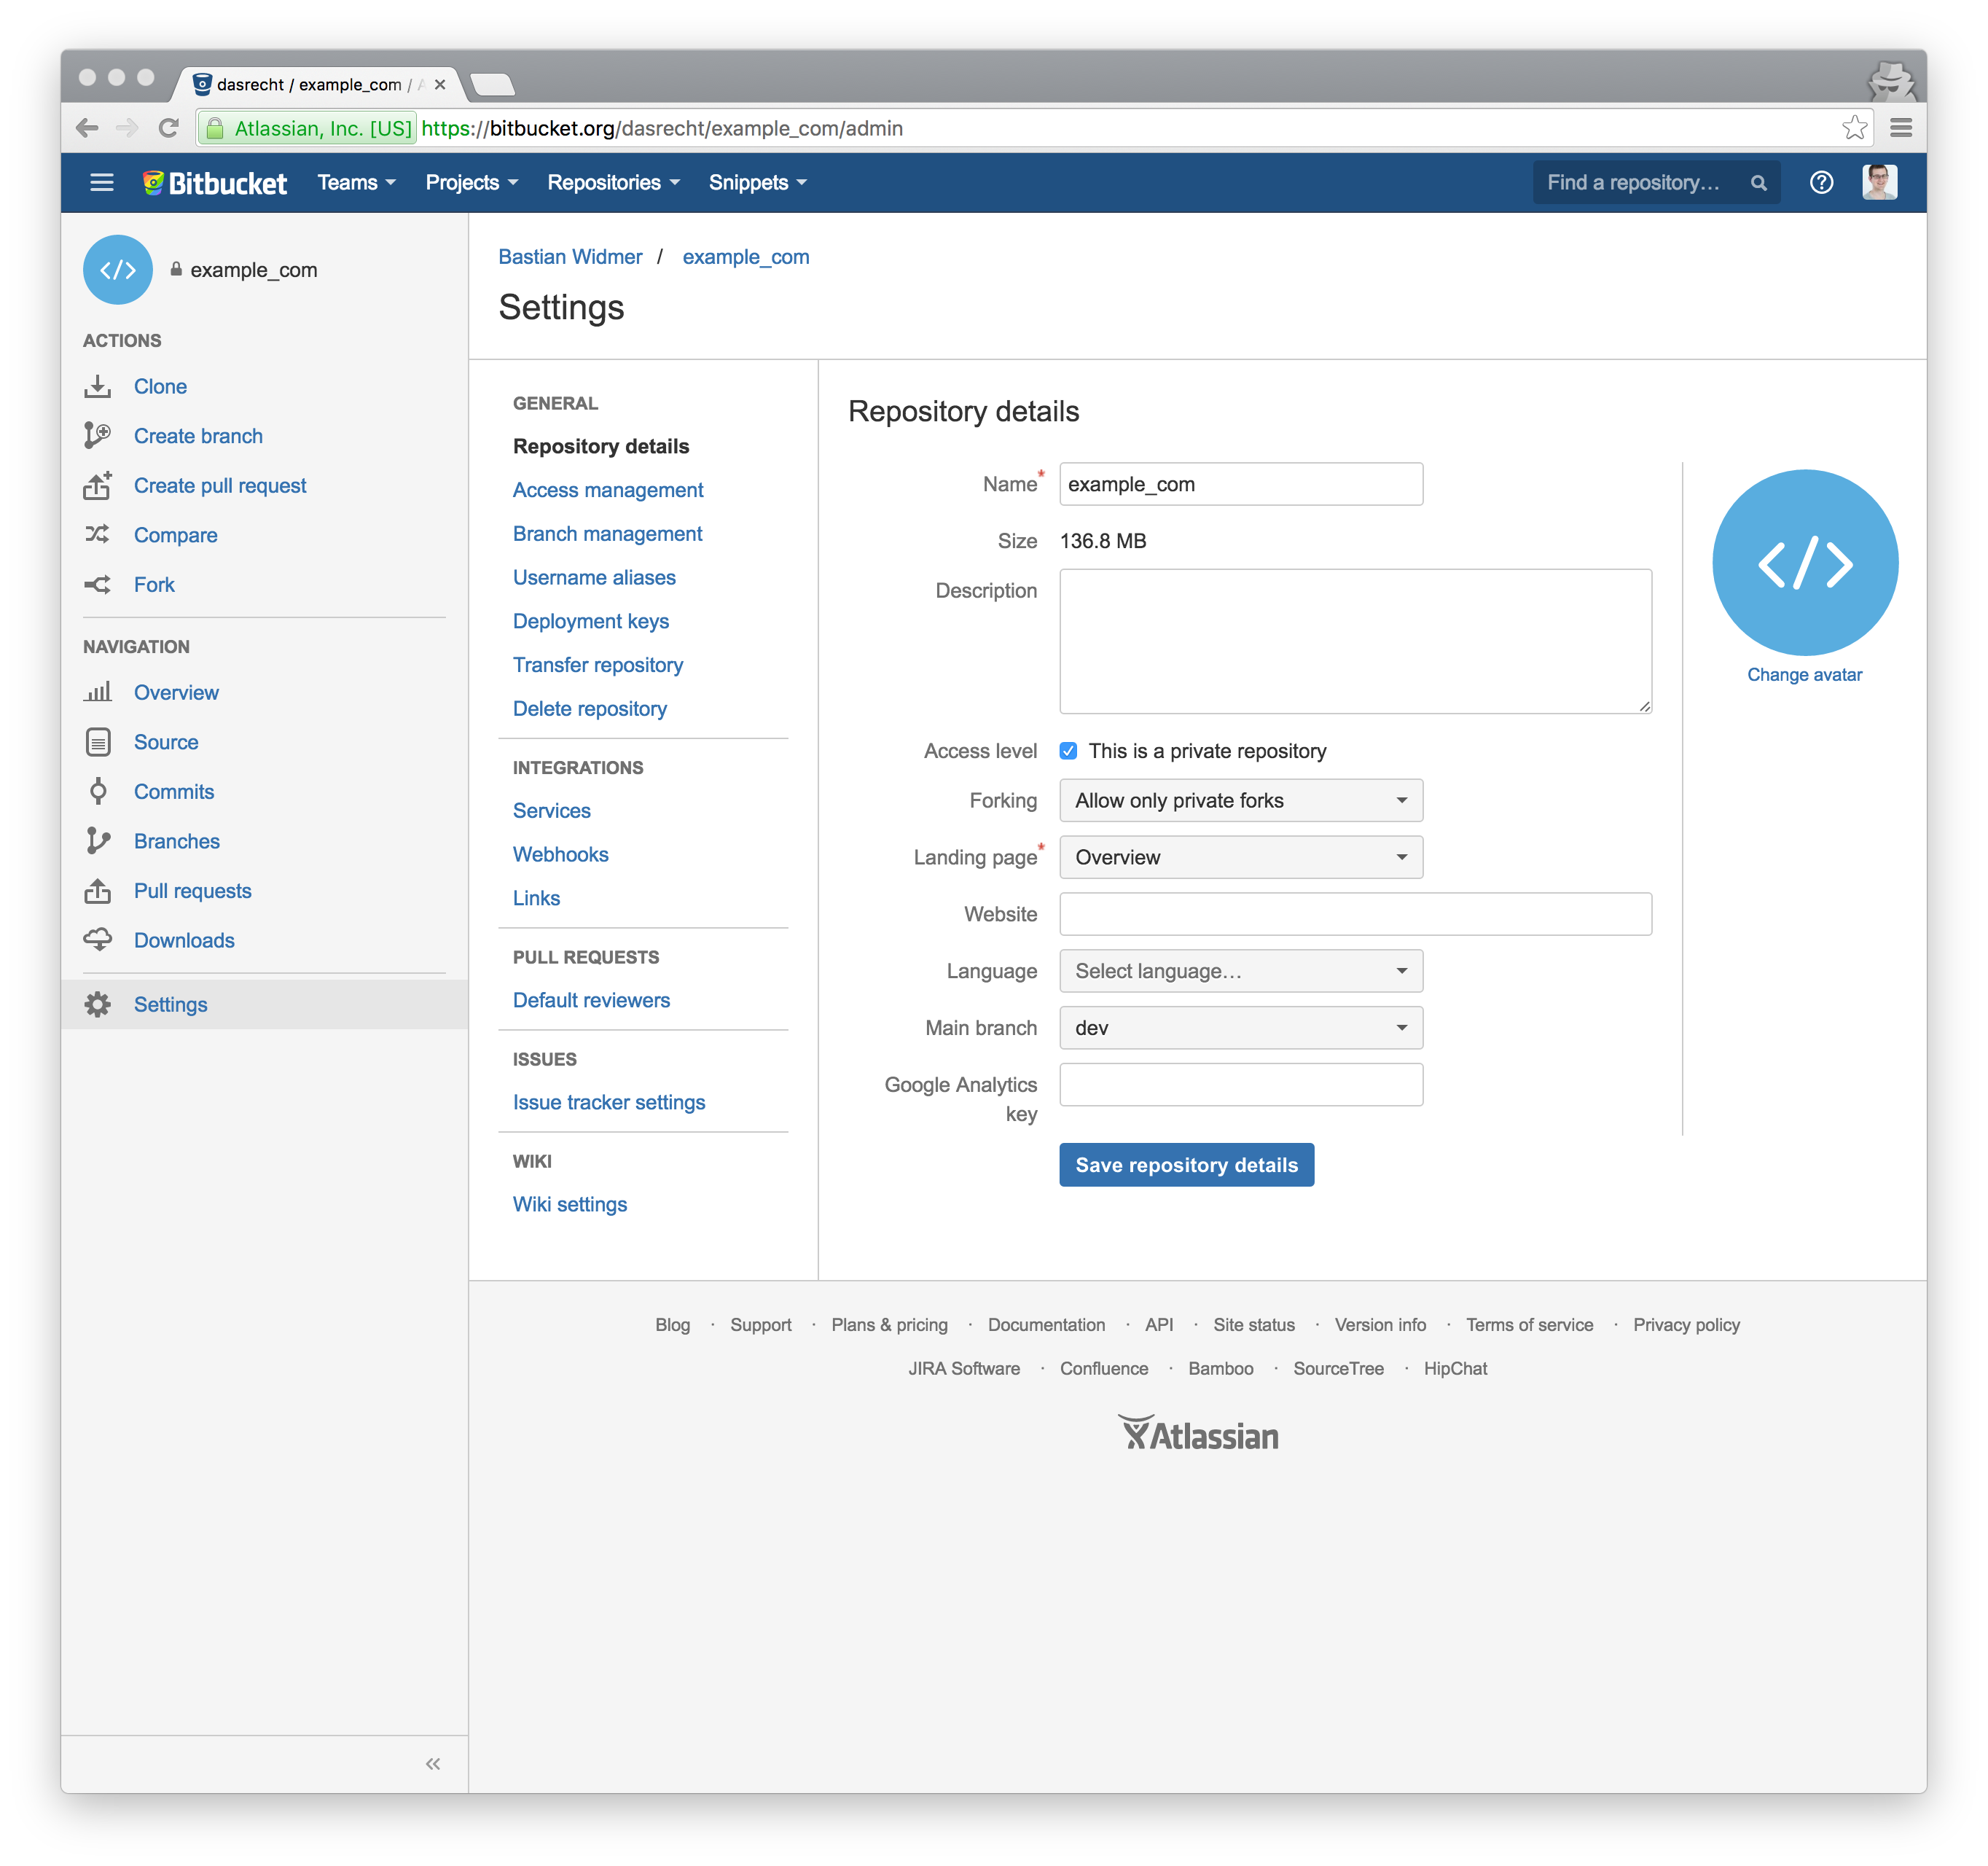 dasrecht / example_com /
Atlassian, Inc. [US] https://bitbucket.org/dasrecht/example_com/admin
Bitbucket Teams Projects Repositories Snippets Find a repository...
example_com
ACTIONS
Clone
Create branch
Create pull request
Compare
Fork
NAVIGATION
Overview
Source
Commits
Branches
Pull requests
Downloads
Settings
Bastian Widmer / example_com
Settings
GENERAL
Repository details
Access management
Branch management
Username aliases
Deployment keys
Transfer repository
Delete repository
INTEGRATIONS
Services
Webhooks
Links
PULL REQUESTS
Default reviewers
ISSUES
Issue tracker settings
WIKI
Wiki settings
Repository details
Name* example_com
Size 136.8 MB
Description
Access level This is a private repository
Forking Allow only private forks
Landing page* Overview
Website
Language Select language...
Main branch dev
Google Analytics
key
Save repository details
Change avatar
Blog · Support · Plans & pricing · Documentation · API · Site status · Version info · Terms of service · Privacy policy
JIRA Software · Confluence · Bamboo · SourceTree · HipChat
Atlassian